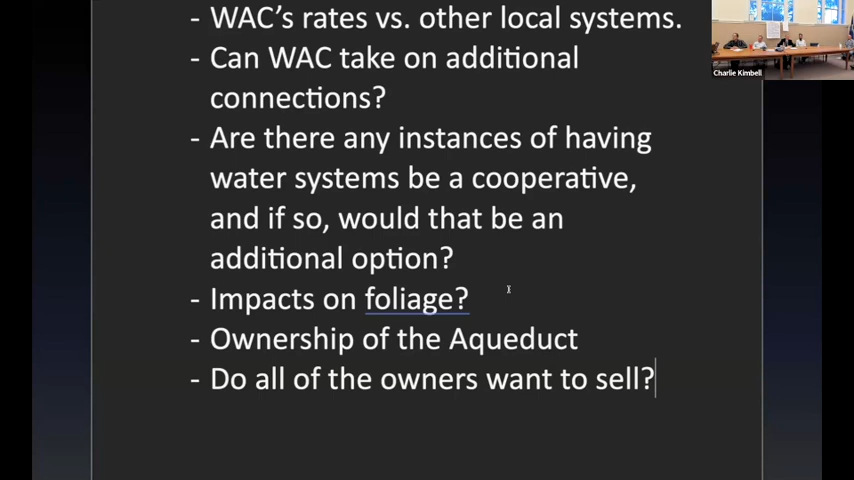 - WAC's rates vs. other local systems.
- Can WAC take on additional
connections?
- Are there any instances of having
water systems be a cooperative,
and if so, would that be an
additional option?
- Impacts on foliage?
- Ownership of the Aqueduct
- Do all of the owners want to sell?
Charlie Kimbell